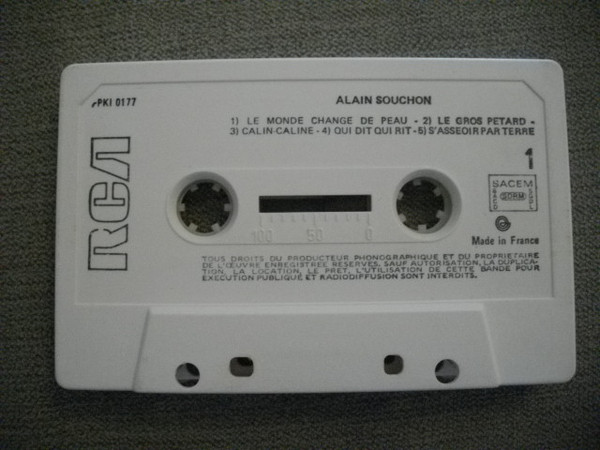 PKI 0177
ALAIN SOUCHON
1) LE MONDE CHANGE DE PEAU - 2) LE GROS PETARD -
3) CALIN-CALINE - 4) QUI DIT QUI RIT - 5) S'ASSEOIR PAR TERRE
RCA
1
SACEM
SDRM
Made in France
100 50 0
TOUS DROITS DU PRODUCTEUR PHONOGRAPHIQUE ET DU PROPRIETAIRE
DE L'ŒUVRE ENREGISTREE RESERVES. SAUF AUTORISATION, LA DUPLICA-
TION, LA LOCATION, LE PRET, L'UTILISATION DE CETTE BANDE POUR
EXECUTION PUBLIQUE ET RADIODIFFUSION SONT INTERDITS.